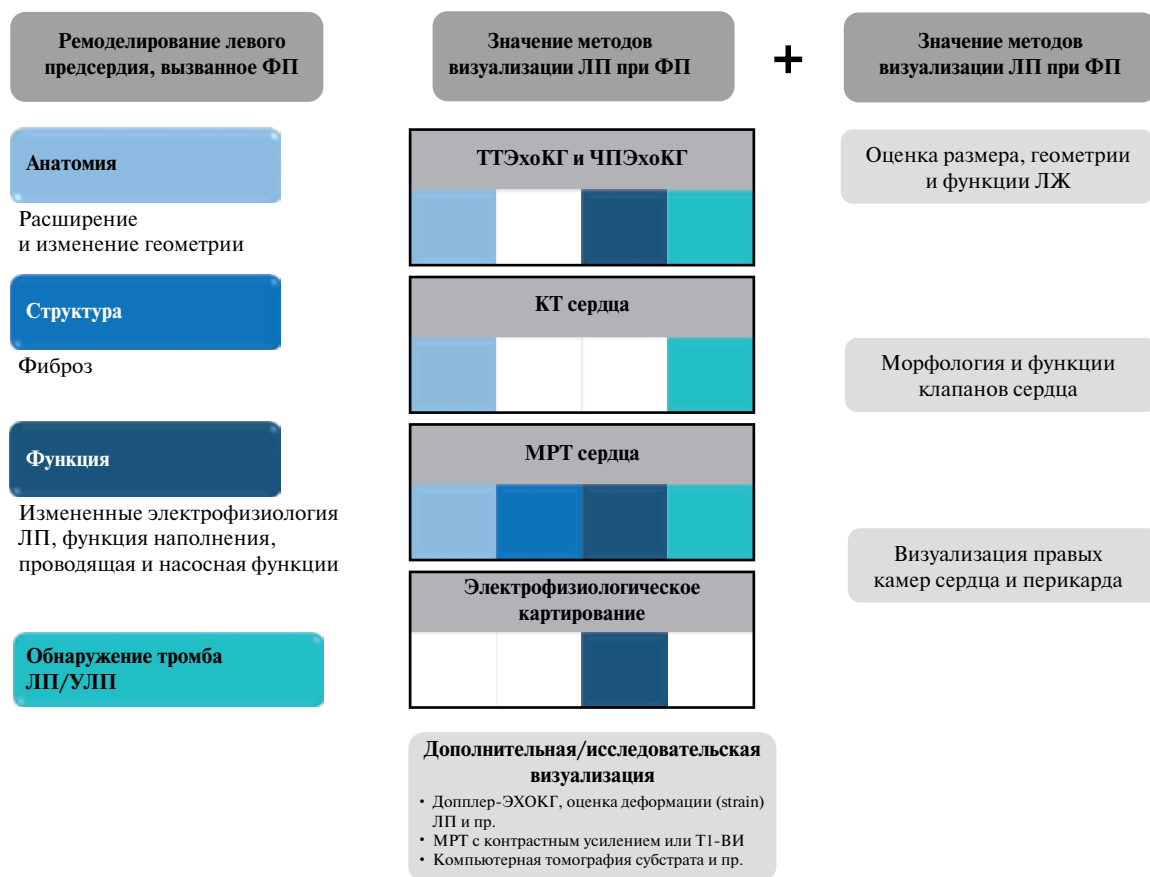 Ремоделирование левого
предсердия, вызванное ФП
Анатомия
Расширение
и изменение геометрии
Структура
Фиброз
Функция
Измененные электрофизиология
ЛП, функция наполнения,
проводящая и насосная функции
Обнаружение тромба
ЛП/УЛП
Значение методов
визуализации ЛП при ФП
ТТЭхоКГ и ЧПЭхоКГ
КТ сердца
МРТ сердца
Электрофизиологическое
картирование
Дополнительная/исследовательская
визуализация
• Допплер-ЭХОКГ, оценка деформации (strain)
ЛП и пр.
• МРТ с контрастным усилением или Т1-ВИ
• Компьютерная томография субстрата и пр.
+
Значение методов
визуализации ЛП при ФП
Оценка размера, геометрии
и функции ЛЖ
Морфология и функции
клапанов сердца
Визуализация правых
камер сердца и перикарда